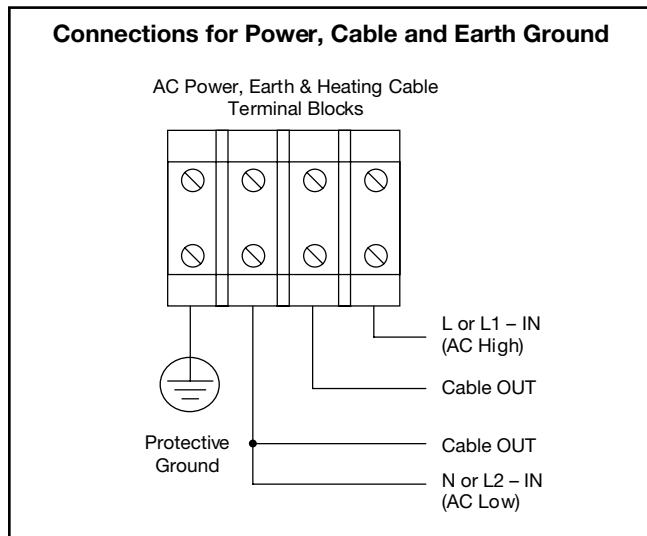 Connections for Power, Cable and Earth Ground
AC Power, Earth & Heating Cable
Terminal Blocks
L or L1 – IN
(AC High)
Cable OUT
Protective
Ground
Cable OUT
N or L2 – IN
(AC Low)